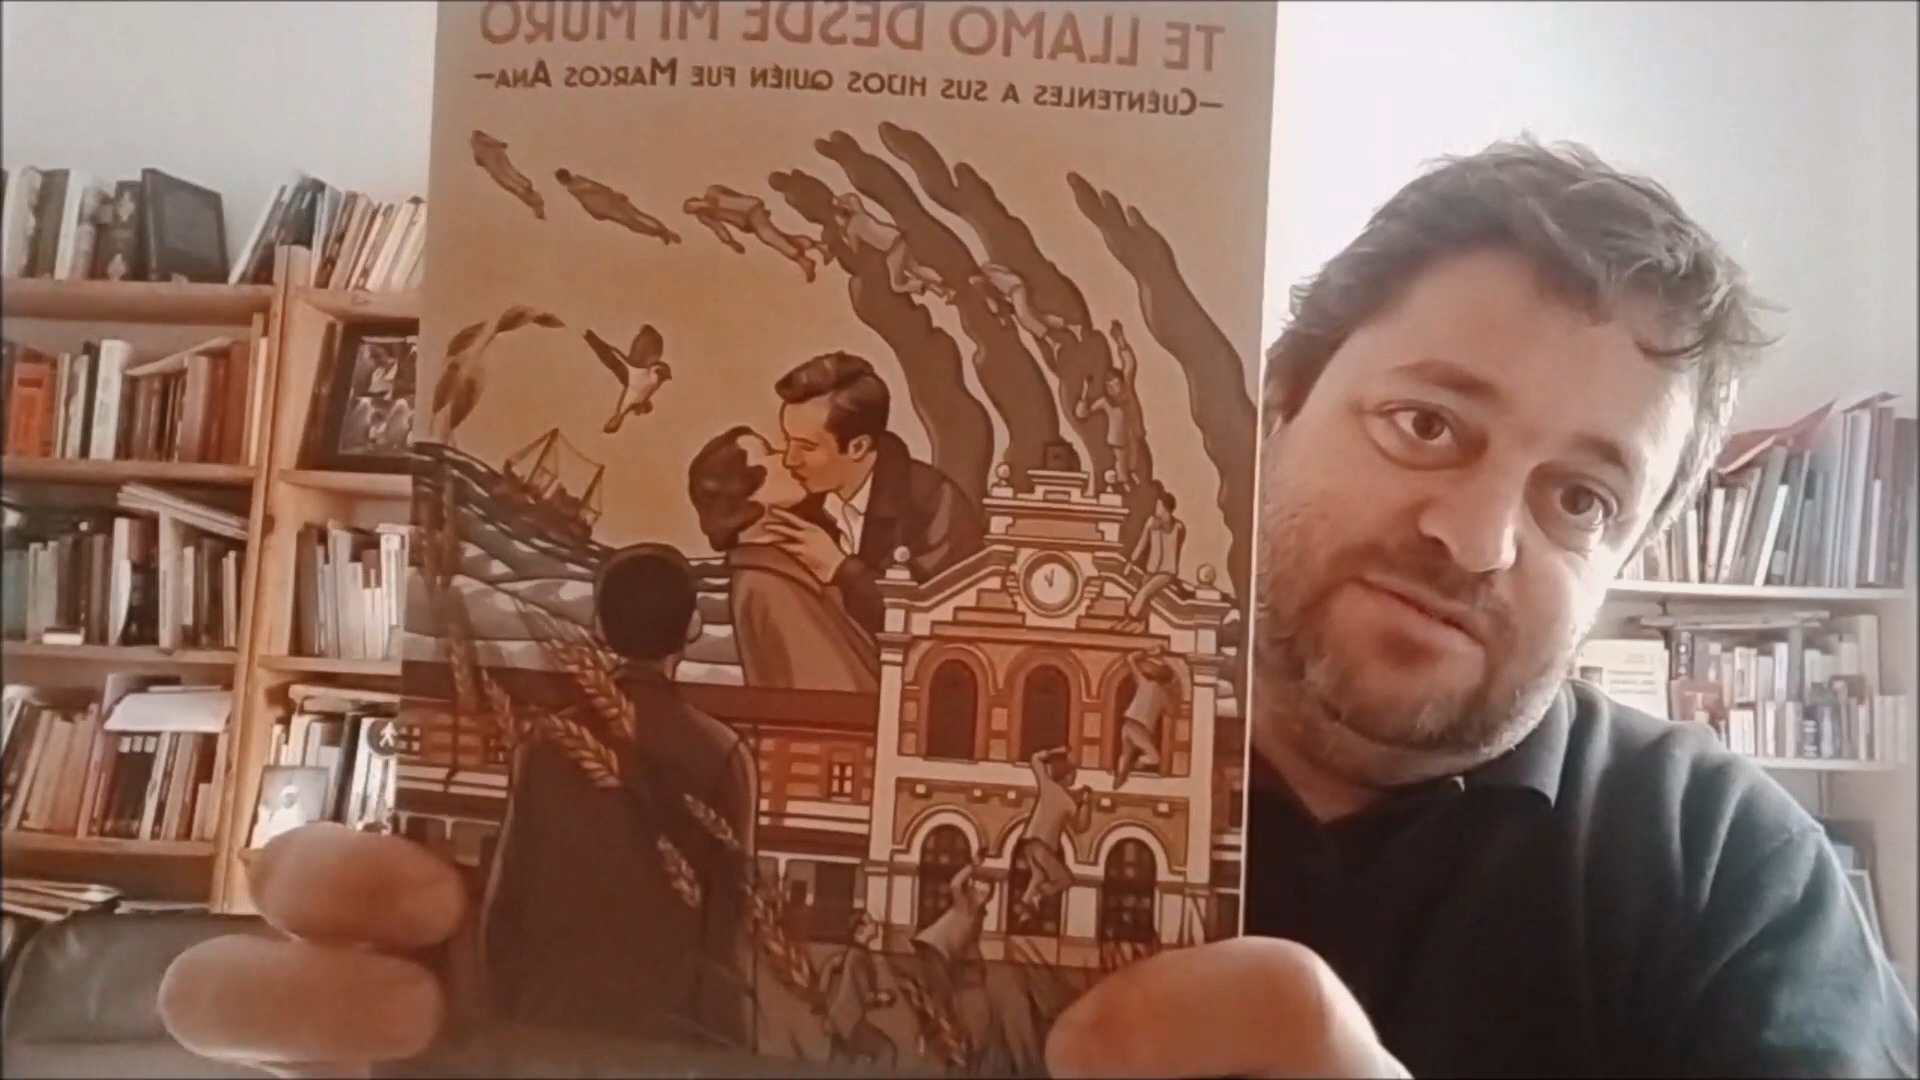 TE LLAMO DESDE MI MURO
—CUÉNTENLES A SUS HIJOS QUIÉN FUE MARCOS ANA—